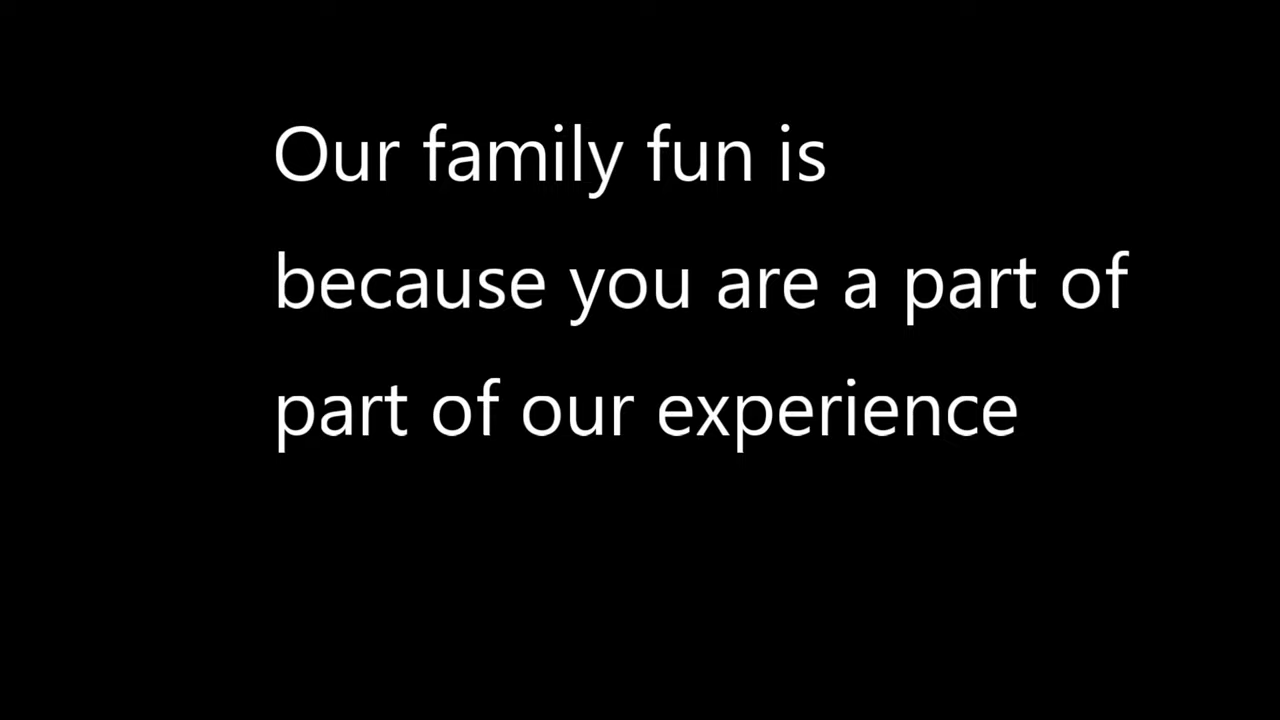 Our family fun is
because you are a part of
part of our experience